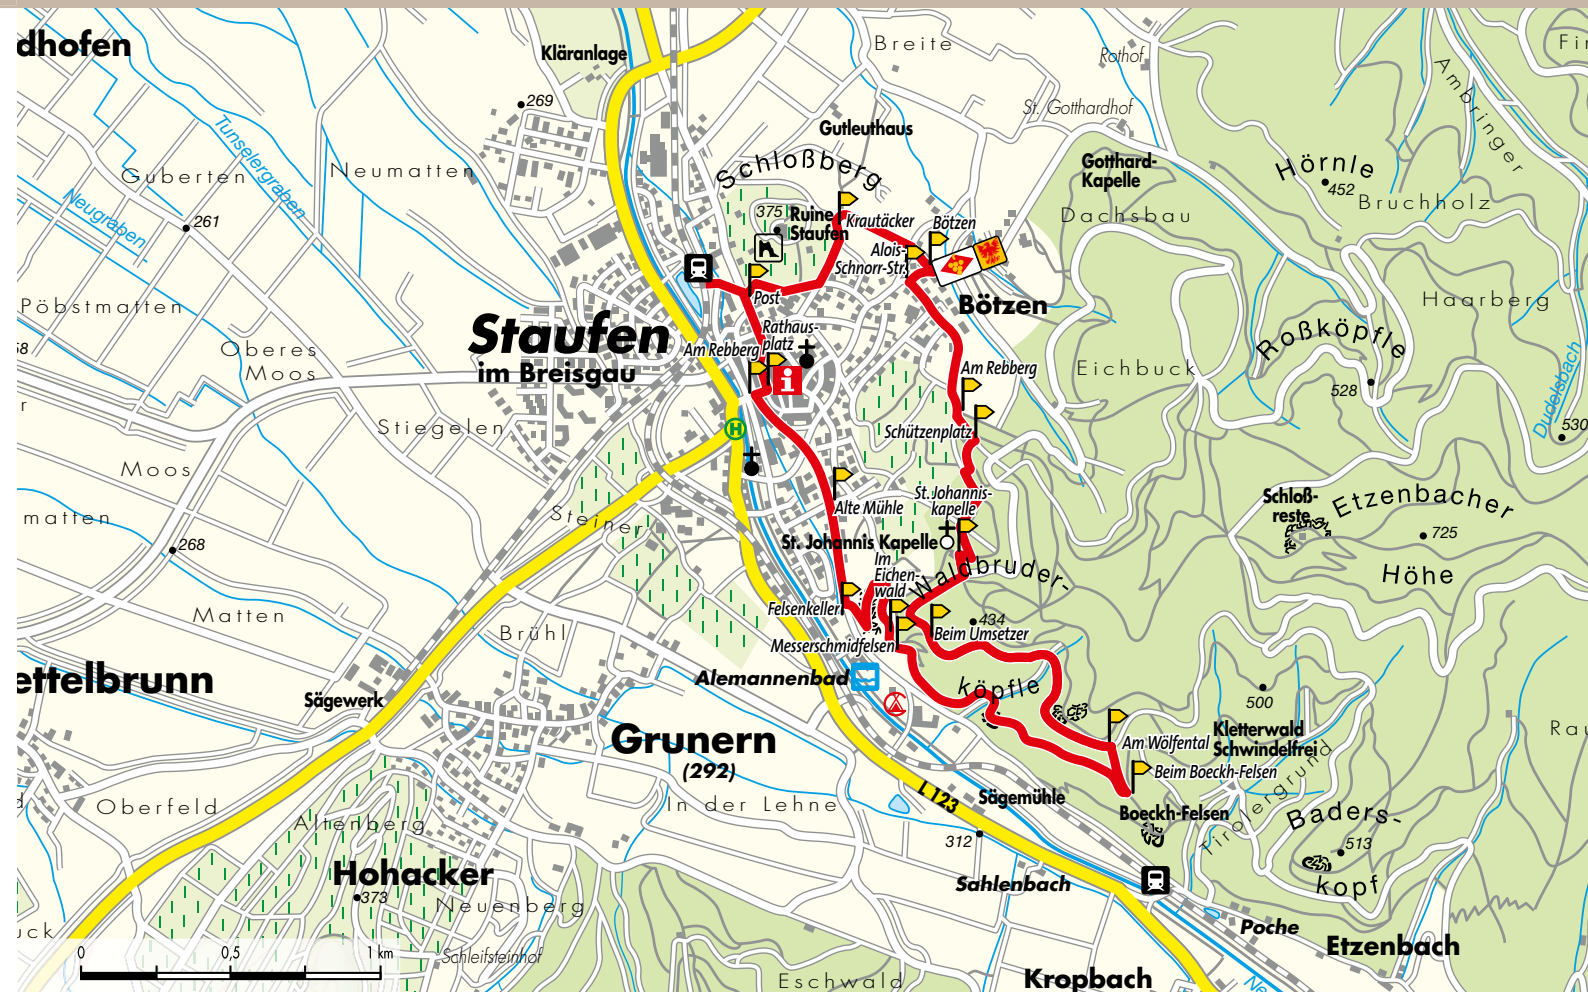 dhofen
Kläranlage
Breite
Rothof
Ambringer
269
St. Gotthardhof
Gutleuthaus
Tunselergraben
Guberten
Neumatten
Schloßberg
Gotthard-
Kapelle
Hörnle
452
Bruchholz
Neugraben
261
375
Ruine
Staufen
Krautäcker
Bötzen
Dachsbau
Alois-
Schnorr-Str.
Pöbstmatten
Post
Bötzen
Haarberg
Staufen
im Breisgau
Oberes
Moos
Rathaus-
platz
Am Rebberg
Roßköpfle
528
Am Rebberg
Eichbuck
Dudelsbach
530
Stiegelen
Schützenplatz
Moos
matten
Steiner
Alte Mühle
St. Johannis-
kapelle
St. Johannis Kapelle
Schloß-
reste
Etzenbacher
725
Höhe
268
Im
Eichen-
wald
Waldbruder-
Matten
Brühl
Felsenkeller
434
Beim Umsetzer
Messerschmidfelsen
ettelbrunn
Sägewerk
Alemannenbad
köpfle
500
Kletterwald
Schwindelfrei
Grunern
(292)
Am Wölfental
Beim Boeckh-Felsen
Oberfeld
Altenberg
In der Lehne
L 123
Sägemühle
Boeckh-Felsen
Tirolergrund
Baders-
513
kopf
312
Hohacker
373
Neuenberg
Sahlenbach
Poche
Etzenbach
Schleifsteinhof
Eschwald
Kropbach
0 0,5 1 km